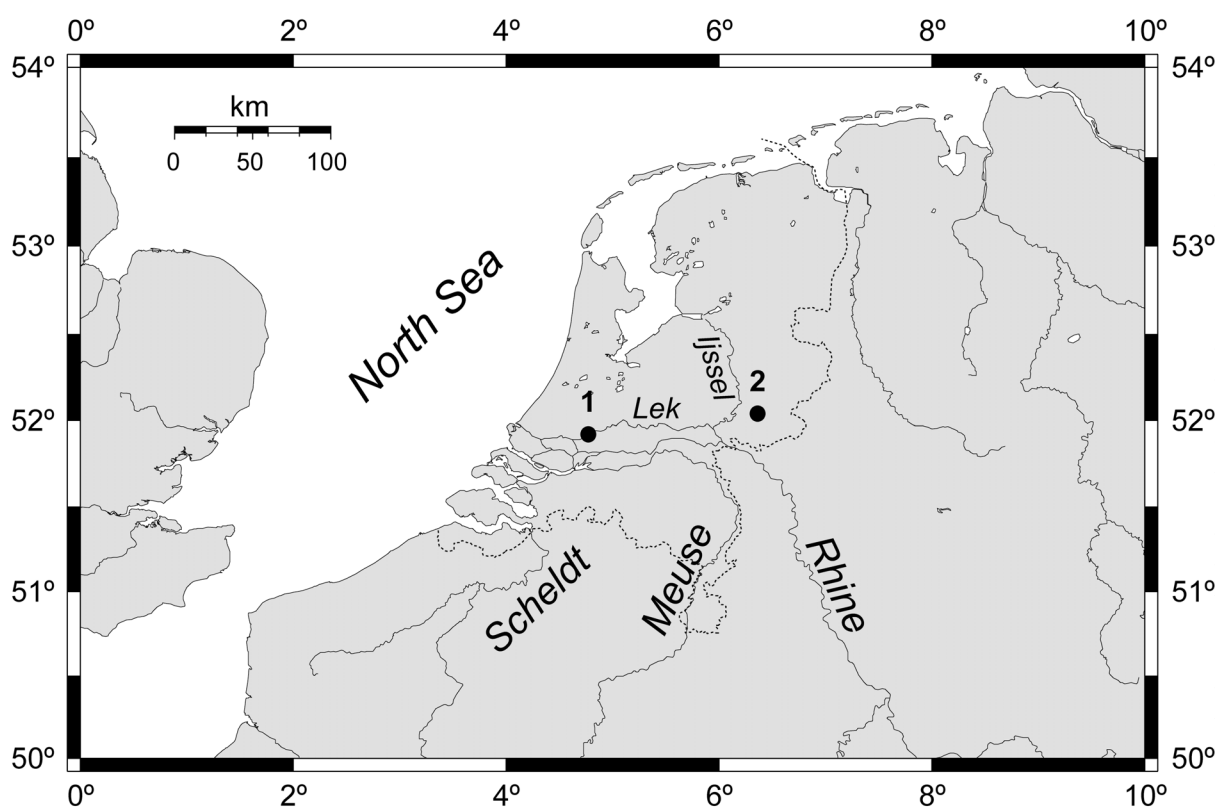 0º 2º 4º 6º 8º 10º
54º 54º
km
0 50 100
53º 53º
North Sea
Ijssel
2
1
Lek
52º 52º
Scheldt
Meuse
Rhine
51º 51º
50º 50º
0º 2º 4º 6º 8º 10º